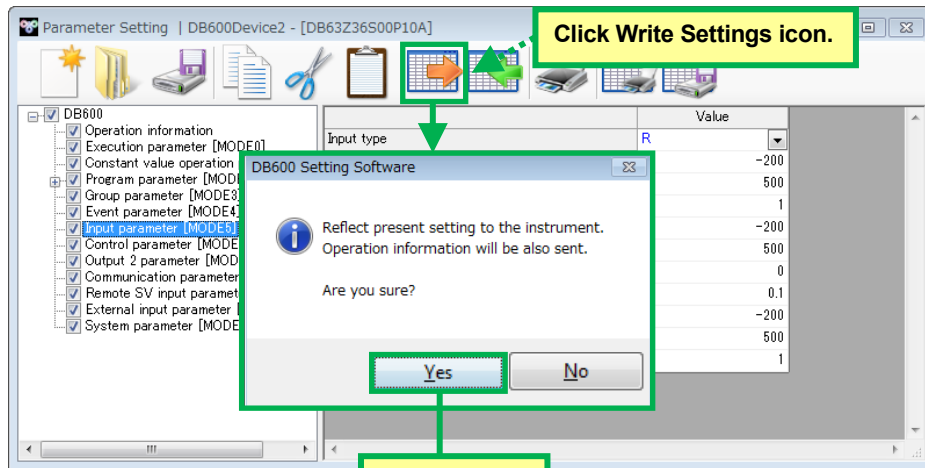 Parameter Setting | DB600Device2 - [DB63Z36S00P10A]
Click Write Settings icon.
DB600
Operation information
Execution parameter [MODE0]
Constant value operation
Program parameter [MOD
Group parameter [MODE3
Event parameter [MODE4]
Input parameter [MODE5]
Control parameter [MODE
Output 2 parameter [MOD
Communication parameter
Remote SV input paramet
External input parameter
System parameter [MODE
Value
Input type R
-200
500
1
-200
500
0
0.1
-200
500
1
DB600 Setting Software
Reflect present setting to the instrument.
Operation information will be also sent.
Are you sure?
Yes No